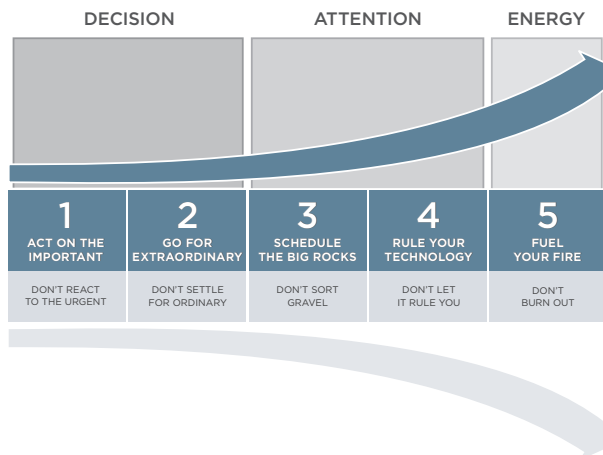 DECISION
ATTENTION
ENERGY
1
ACT ON THE
IMPORTANT
2
GO FOR
EXTRAORDINARY
3
SCHEDULE
THE BIG ROCKS
4
RULE YOUR
TECHNOLOGY
5
FUEL
YOUR FIRE
DON'T REACT
TO THE URGENT
DON'T SETTLE
FOR ORDINARY
DON'T SORT
GRAVEL
DON'T LET
IT RULE YOU
DON'T
BURN OUT